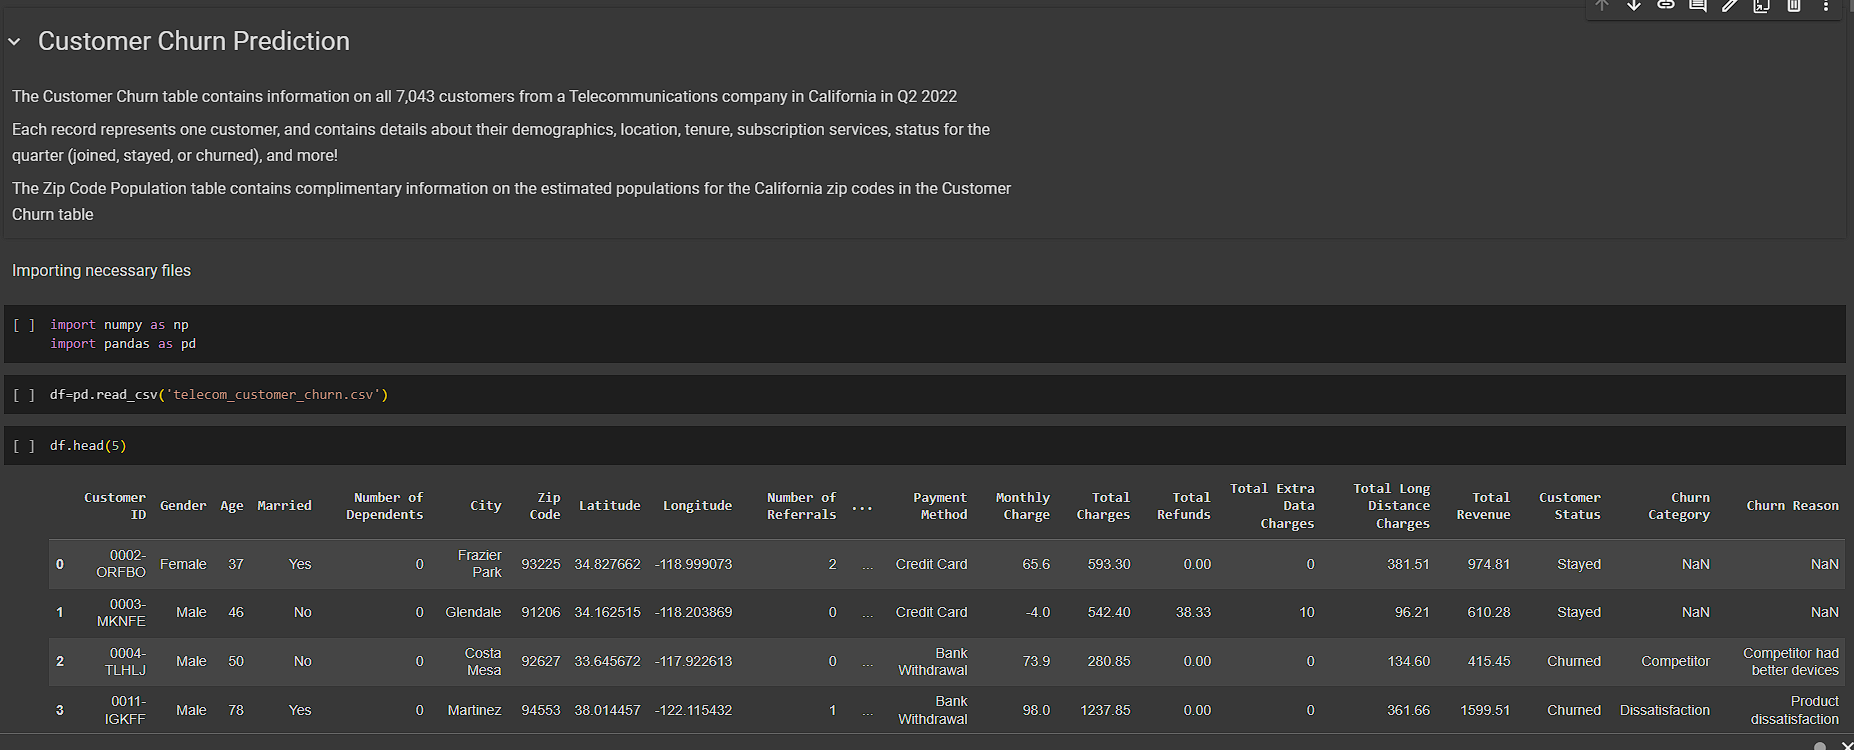 Customer Churn Prediction
The Customer Churn table contains information on all 7,043 customers from a Telecommunications company in California in Q2 2022
Each record represents one customer, and contains details about their demographics, location, tenure, subscription services, status for the
quarter (joined, stayed, or churned), and more!
The Zip Code Population table contains complimentary information on the estimated populations for the California zip codes in the Customer
Churn table
Importing necessary files
[ ] import numpy as np
import pandas as pd
[ ] df=pd.read_csv('telecom_customer_churn.csv')
[ ] df.head(5)
Customer ID Gender Age Married Number of Dependents City Zip Code Latitude Longitude Number of Referrals ... Payment Method Monthly Charge Total Charges Total Refunds Total Extra Data Charges Total Long Distance Charges Total Revenue Customer Status Churn Category Churn Reason
0 0002-ORFBO Female 37 Yes 0 Frazier Park 93225 34.827662 -118.999073 2 ... Credit Card 65.6 593.30 0.00 0 381.51 974.81 Stayed NaN NaN
1 0003-MKNFE Male 46 No 0 Glendale 91206 34.162515 -118.203869 0 ... Credit Card -4.0 542.40 38.33 10 96.21 610.28 Stayed NaN NaN
2 0004-TLHLJ Male 50 No 0 Costa Mesa 92627 33.645672 -117.922613 0 ... Bank Withdrawal 73.9 280.85 0.00 0 134.60 415.45 Churned Competitor Competitor had better devices
3 0011-IGKFF Male 78 Yes 0 Martinez 94553 38.014457 -122.115432 1 ... Bank Withdrawal 98.0 1237.85 0.00 0 361.66 1599.51 Churned Dissatisfaction Product dissatisfaction